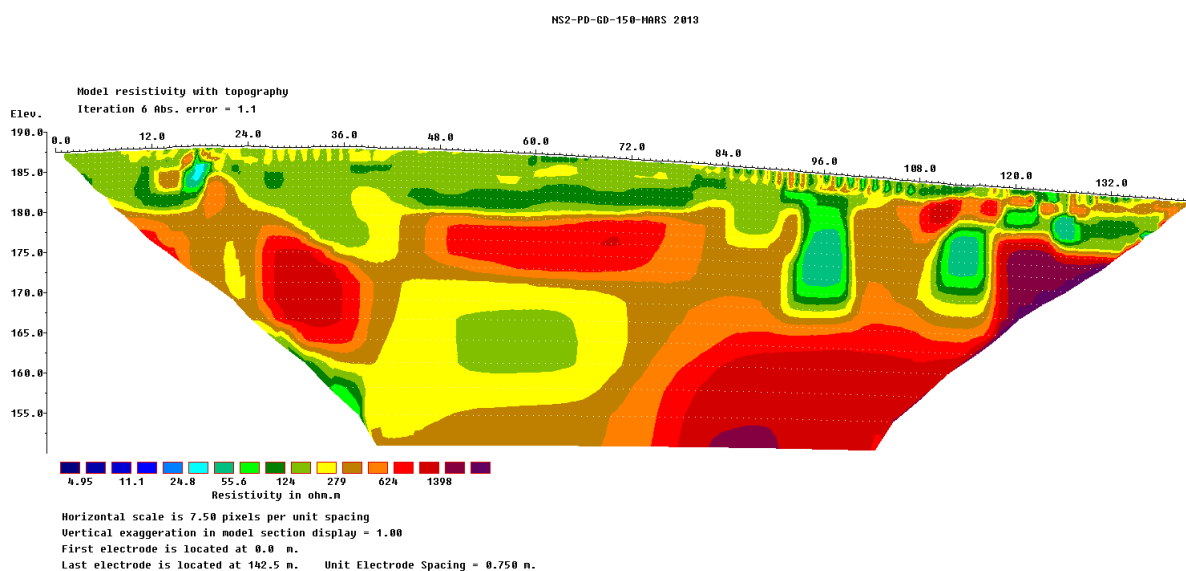 NS2-PD-GD-150-MARS 2013
Model resistivity with topography
Iteration 6 Abs. error = 1.1
Elev.
190.0
0.0 12.0 24.0 36.0 48.0 60.0 72.0 84.0 96.0 108.0 120.0 132.0
185.0
180.0
175.0
170.0
165.0
160.0
155.0
4.95 11.1 24.8 55.6 124 279 624 1398
Resistivity in ohm.m
Horizontal scale is 7.50 pixels per unit spacing
Vertical exaggeration in model section display = 1.00
First electrode is located at 0.0 m.
Last electrode is located at 142.5 m. Unit Electrode Spacing = 0.750 m.